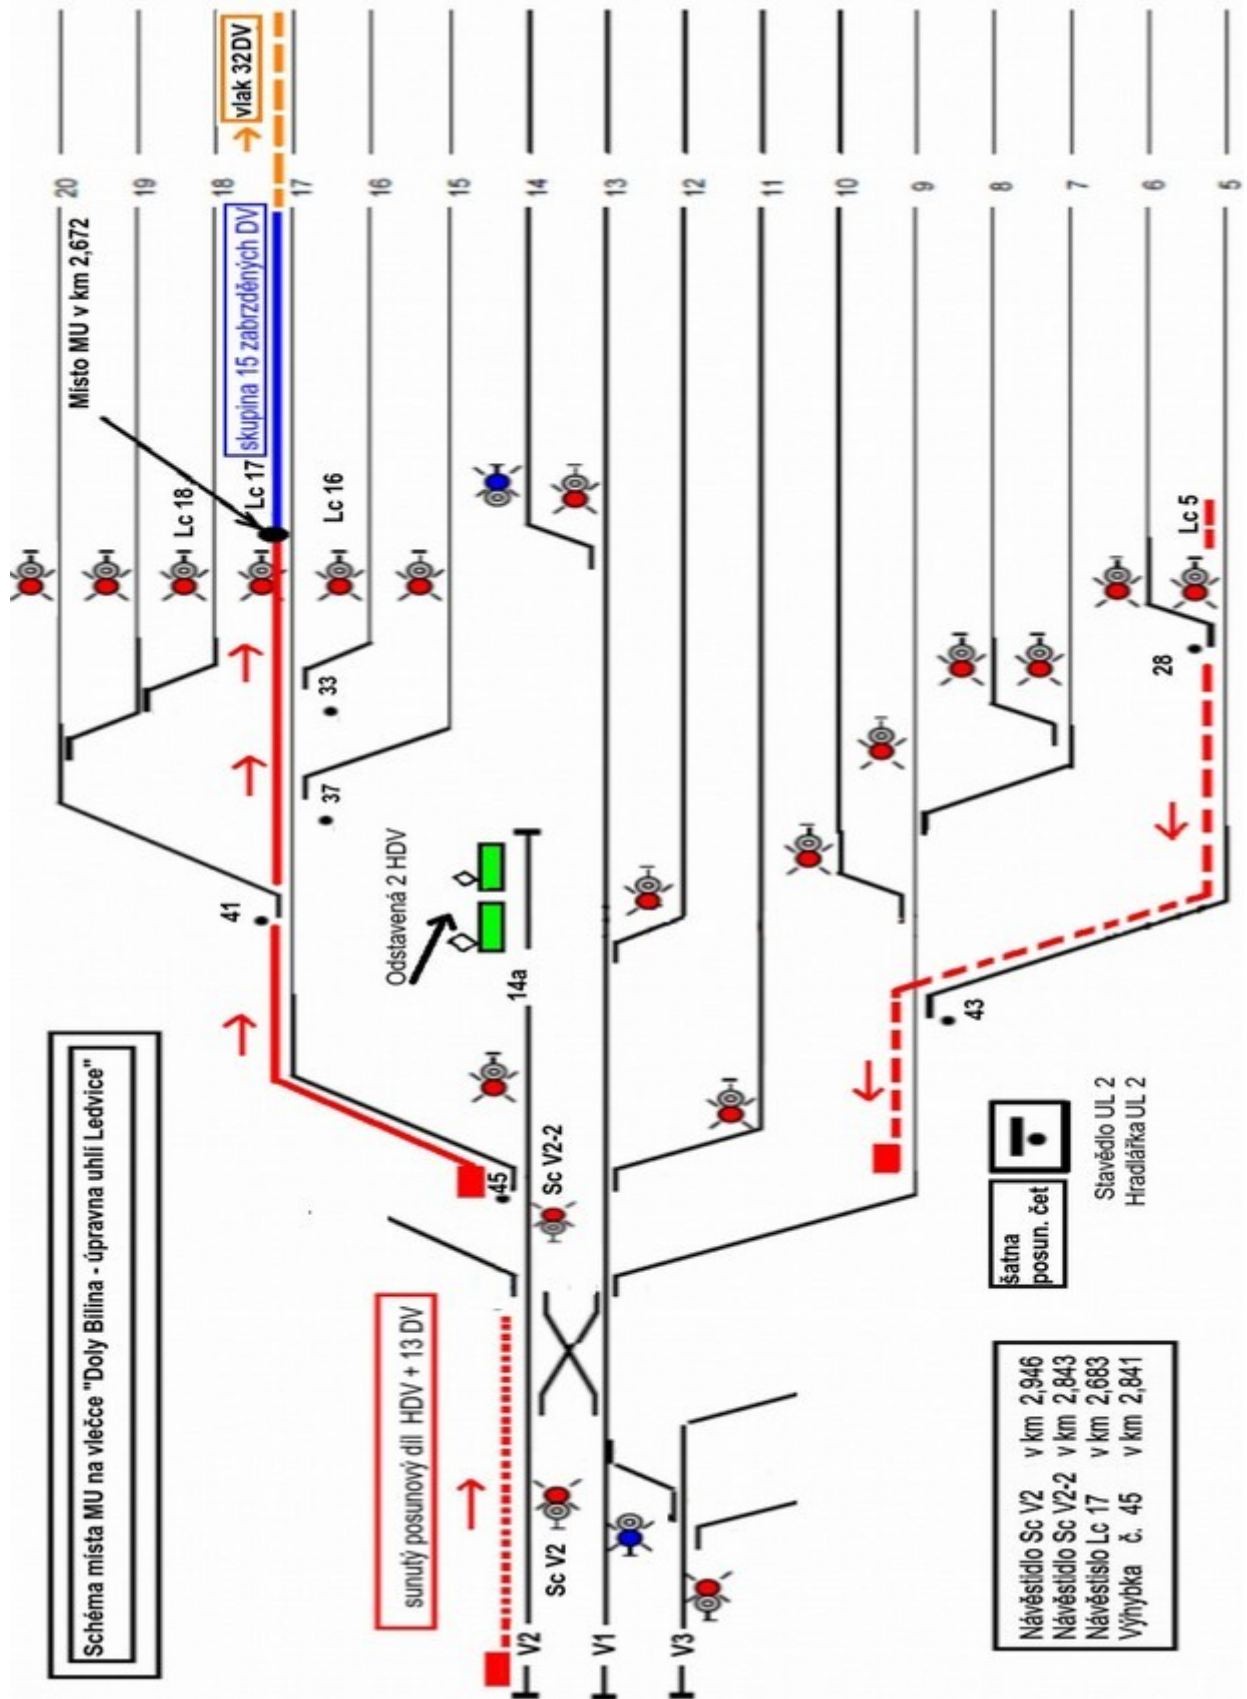 Schéma místa MU na vlečce "Doly Bílina - úpravna uhlí Ledvice"
Místo MU v km 2,672
20
19
18
17
16
15
14
13
12
11
10
9
8
7
6
5
vlak 32DV
skupina 15 zabrzděných DV
Lc 18
Lc 17
Lc 16
Lc 5
41
33
37
28
43
45
Odstavená 2 HDV
14a
Sc V2-2
sunutý posunový díl HDV + 13 DV
Sc V2
V2
V1
V3
šatna
posun. čet
Stavědlo UL 2
Hradlářka UL 2
Návěstidlo Sc V2 v km 2,946
Návěstidlo Sc V2-2 v km 2,843
Návěstislo Lc 17 v km 2,683
Výhybka č. 45 v km 2,841